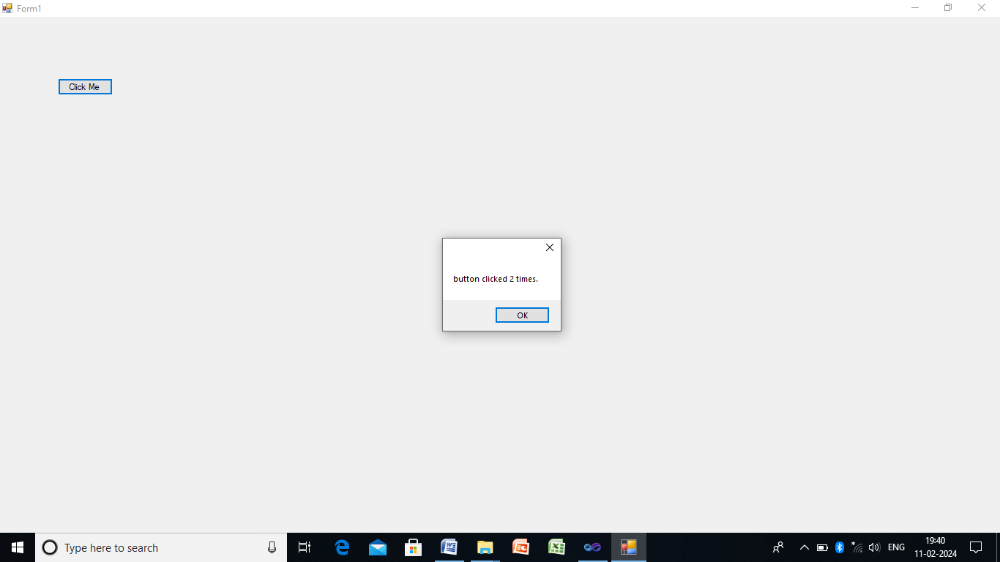 Form1
Click Me
button clicked 2 times.
OK
Type here to search
ENG
19:40
11-02-2024